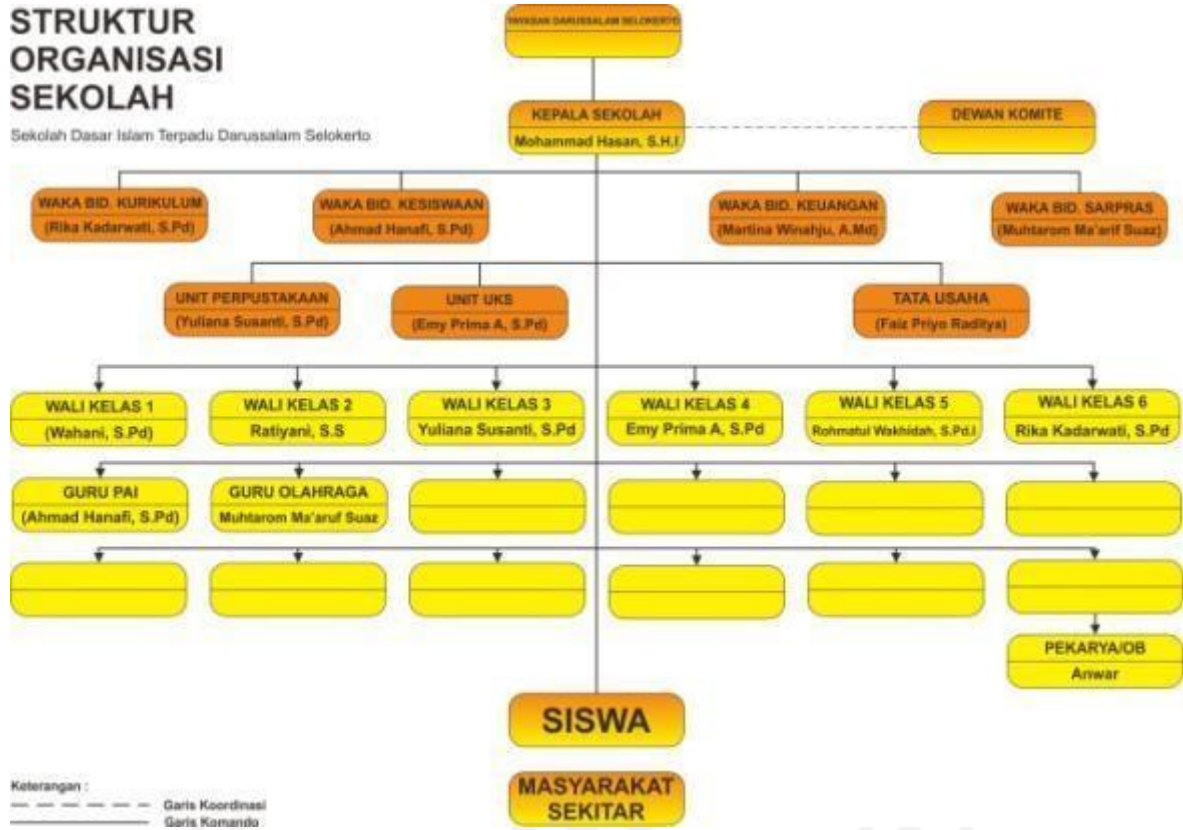 STRUKTUR
ORGANISASI
SEKOLAH
Sekolah Dasar Islam Terpadu Darussalam Selokerto
YAYASAN DARUSSALAM SELOKERTO
KEPALA SEKOLAH
Mohammad Hasan, S.H.I
DEWAN KOMITE
WAKA BID. KURIKULUM
(Rika Kadarwati, S.Pd)
WAKA BID. KESISWAAN
(Ahmad Hanafi, S.Pd)
WAKA BID. KEUANGAN
(Martina Winahju, A.Md)
WAKA BID. SARPRAS
(Muhtarom Ma'arif Suaz)
UNIT PERPUSTAKAAN
(Yuliana Susanti, S.Pd)
UNIT UKS
(Emy Prima A, S.Pd)
TATA USAHA
(Faiz Priyo Raditya)
WALI KELAS 1
(Wahani, S.Pd)
WALI KELAS 2
Ratiyani, S.S
WALI KELAS 3
Yuliana Susanti, S.Pd
WALI KELAS 4
Emy Prima A, S.Pd
WALI KELAS 5
Rohmatul Wakhidah, S.Pd.I
WALI KELAS 6
Rika Kadarwati, S.Pd
GURU PAI
(Ahmad Hanafi, S.Pd)
GURU OLAHRAGA
Muhtarom Ma'aruf Suaz
PEKARYA/OB
Anwar
SISWA
MASYARAKAT
SEKITAR
Keterangan :
Garis Koordinasi
Garis Komando